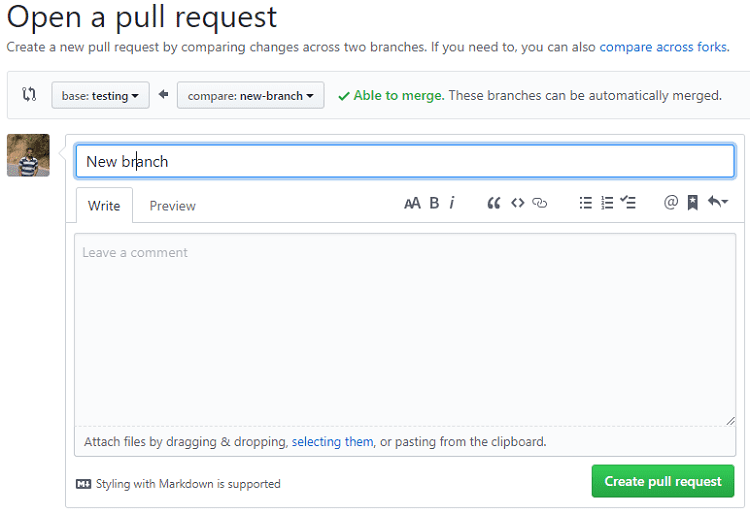 Open a pull request
Create a new pull request by comparing changes across two branches. If you need to, you can also compare across forks.
base: testing compare: new-branch Able to merge. These branches can be automatically merged.
New branch
Write Preview AA B i @
Leave a comment
Attach files by dragging & dropping, selecting them, or pasting from the clipboard.
Styling with Markdown is supported Create pull request